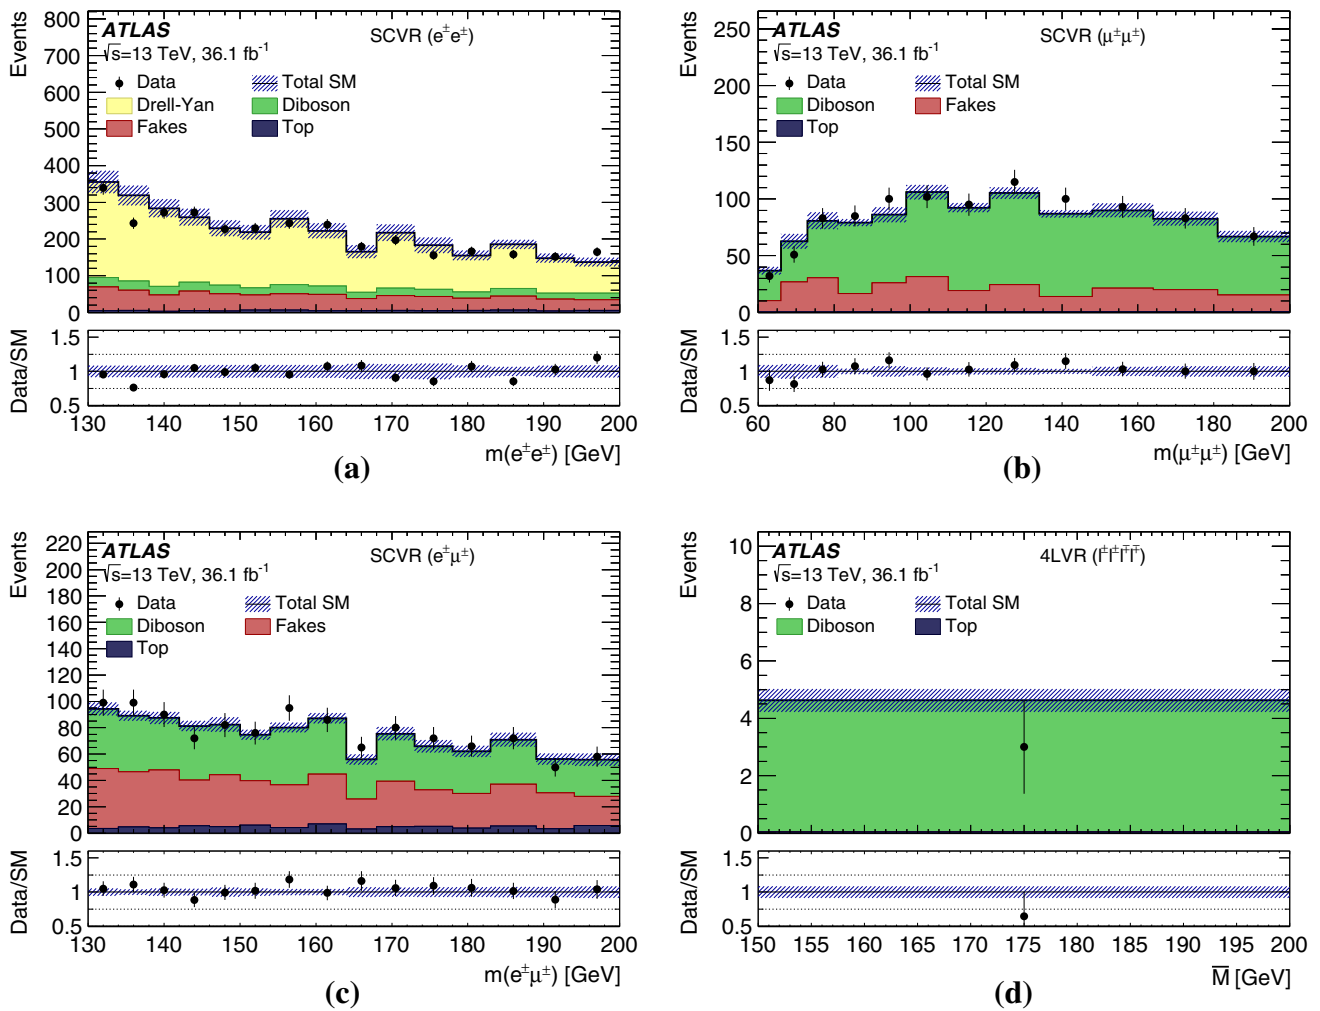 ATLAS
SCVR (e±e±)
√s=13 TeV, 36.1 fb⁻¹
Data
Total SM
Drell-Yan
Diboson
Fakes
Top
Events
800
700
600
500
400
300
200
100
0
Data/SM
1.5
1
0.5
130 140 150 160 170 180 190 200
m(e±e±) [GeV]
(a)
ATLAS
SCVR (μ±μ±)
√s=13 TeV, 36.1 fb⁻¹
Data
Total SM
Diboson
Fakes
Top
Events
250
200
150
100
50
0
Data/SM
1.5
1
0.5
60 80 100 120 140 160 180 200
m(μ±μ±) [GeV]
(b)
ATLAS
SCVR (e±μ±)
√s=13 TeV, 36.1 fb⁻¹
Data
Total SM
Diboson
Fakes
Top
Events
220
200
180
160
140
120
100
80
60
40
20
0
Data/SM
1.5
1
0.5
130 140 150 160 170 180 190 200
m(e±μ±) [GeV]
(c)
ATLAS
4LVR (l±l±l∓l∓)
√s=13 TeV, 36.1 fb⁻¹
Data
Total SM
Diboson
Top
Events
10
8
6
4
2
0
Data/SM
1.5
1
0.5
150 155 160 165 170 175 180 185 190 195 200
M̅ [GeV]
(d)